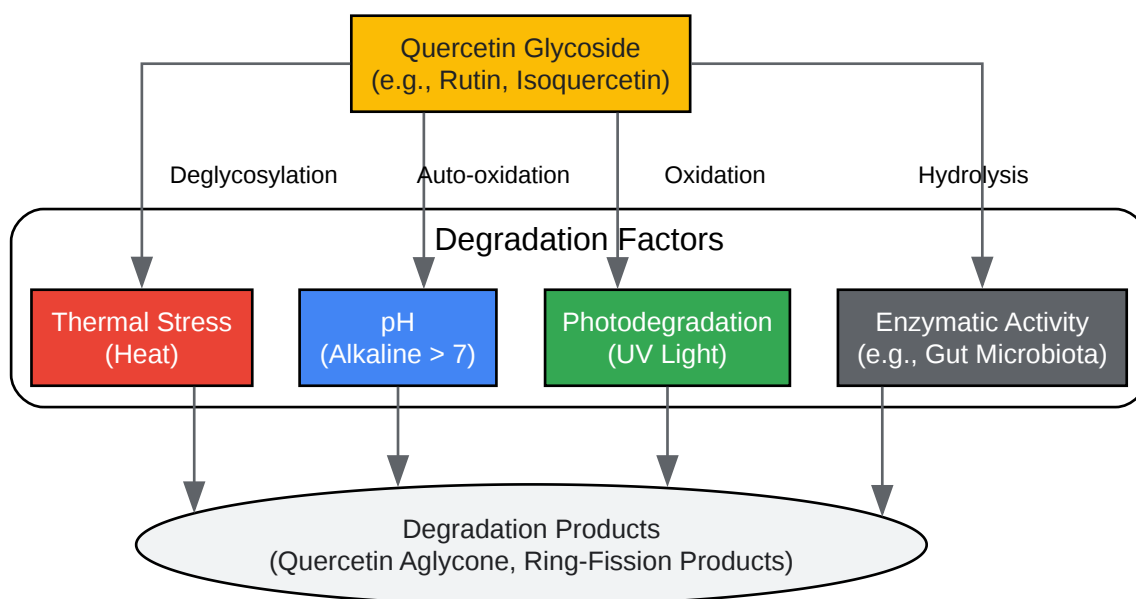 Quercetin Glycoside
(e.g., Rutin, Isoquercetin)
Deglycosylation
Auto-oxidation
Oxidation
Hydrolysis
Degradation Factors
Thermal Stress
(Heat)
pH
(Alkaline > 7)
Photodegradation
(UV Light)
Enzymatic Activity
(e.g., Gut Microbiota)
Degradation Products
(Quercetin Aglycone, Ring-Fission Products)